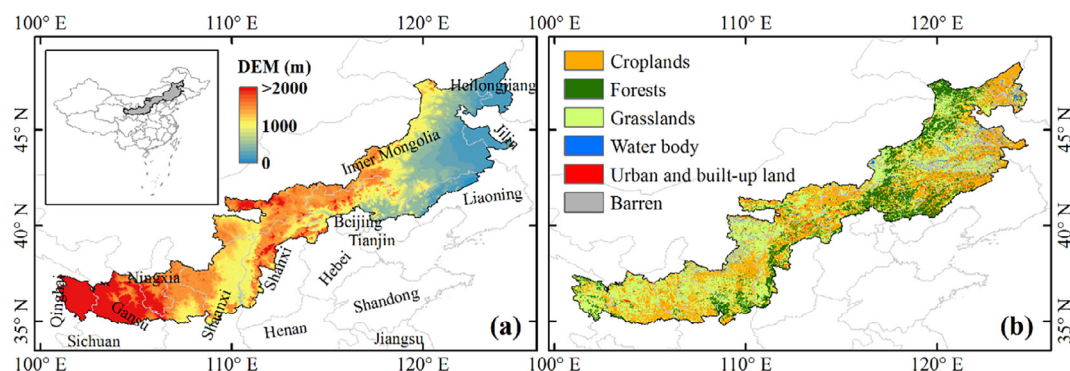 100° E 110° 120° 100° E 110° 120°
DEM (m)
>2000
1000
0
Heilongjiang
Jilin
Inner Mongolia
Liaoning
Beijing
Tianjin
Hebei
Shanxi
Shaanxi
Ningxia
Gansu
Qinghai
Sichuan
Shandong
Henan
Jiangsu
45° N
40° N
35° N
(a)
100° E 110° 120°
Croplands
Forests
Grasslands
Water body
Urban and built-up land
Barren
35° N 40° N 45° N
(b)
100° E 110° 120°